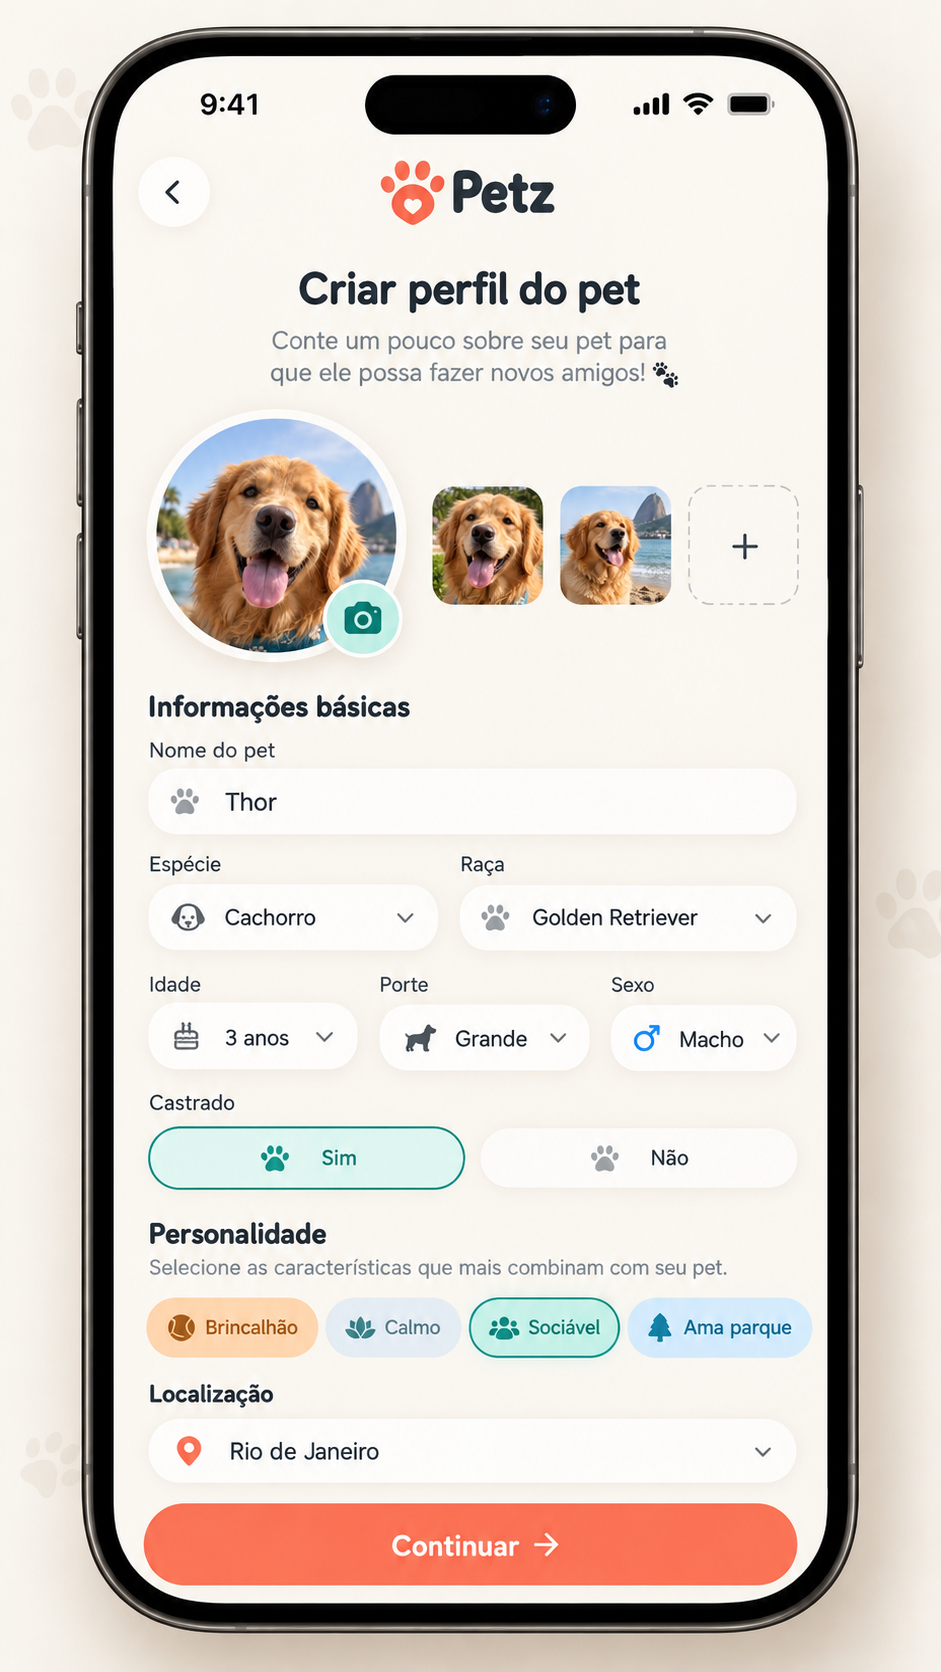 9:41
Petz
Criar perfil do pet
Conte um pouco sobre seu pet para
que ele possa fazer novos amigos!
Informações básicas
Nome do pet
Thor
Espécie
Raça
Cachorro
Golden Retriever
Idade
Porte
Sexo
3 anos
Grande
Macho
Castrado
Sim
Não
Personalidade
Selecione as características que mais combinam com seu pet.
Brincalhão
Calmo
Sociável
Ama parque
Localização
Rio de Janeiro
Continuar →